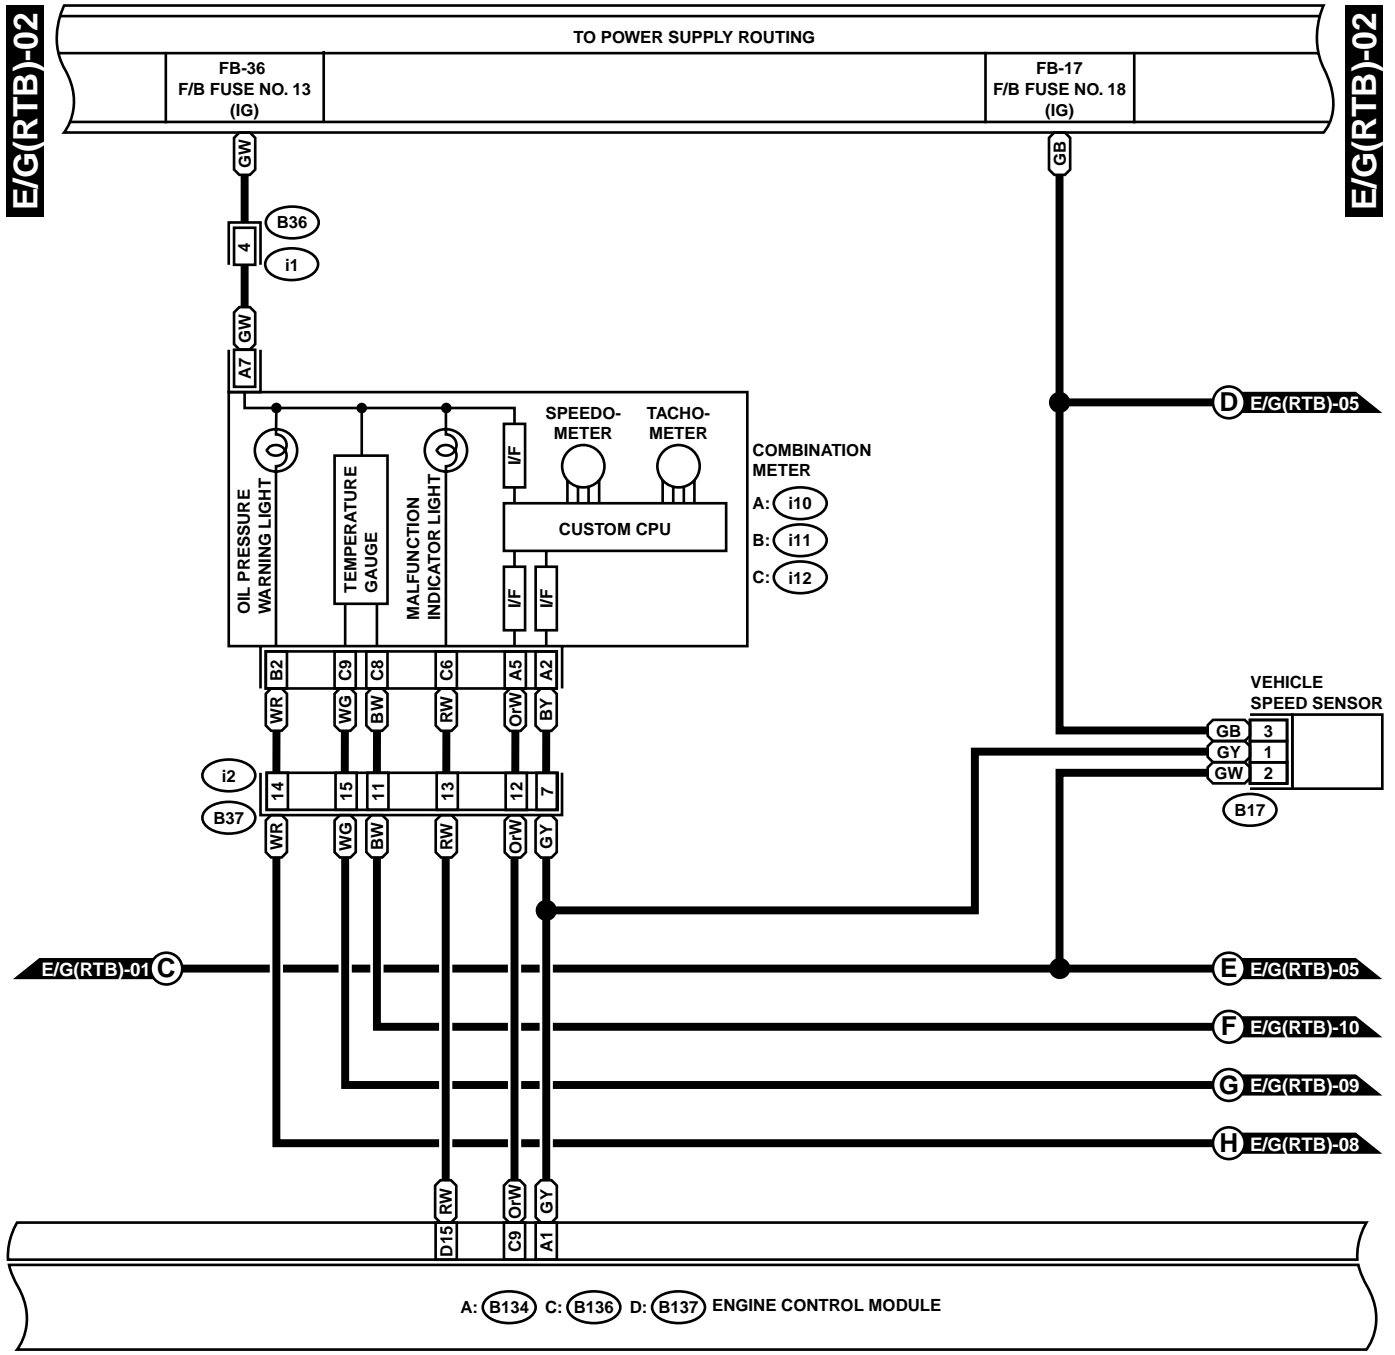 E/G(RTB)-02
E/G(RTB)-02
TO POWER SUPPLY ROUTING
FB-36
F/B FUSE NO. 13
(IG)
FB-17
F/B FUSE NO. 18
(IG)
GW
GB
B36
4
i1
GW
A7
D E/G(RTB)-05
OIL PRESSURE
WARNING LIGHT
TEMPERATURE
GAUGE
MALFUNCTION
INDICATOR LIGHT
I/F
SPEEDO-
METER
TACHO-
METER
CUSTOM CPU
I/F
I/F
COMBINATION
METER
A: i10
B: i11
C: i12
B2 C9 C8 C6 A5 A2
WR WG BW RW OrW BY
i2
14 15 11 13 12 7
B37
WR WG BW RW OrW GY
VEHICLE
SPEED SENSOR
GB 3
GY 1
GW 2
B17
E/G(RTB)-01 C
E E/G(RTB)-05
F E/G(RTB)-10
G E/G(RTB)-09
H E/G(RTB)-08
RW OrW GY
D15 C9 A1
A: B134 C: B136 D: B137 ENGINE CONTROL MODULE